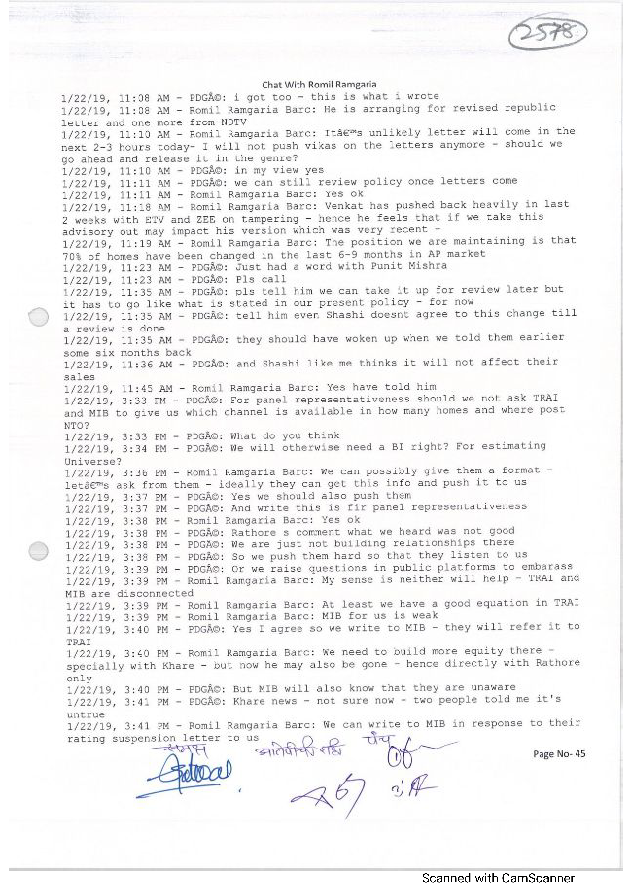 2578
Chat With Romil Ramgaria
1/22/19, 11:08 AM - PDGÂ©: i got too - this is what i wrote
1/22/19, 11:08 AM - Romil Ramgaria Barc: He is arranging for revised republic
letter and one more from NDTV
1/22/19, 11:10 AM - Romil Ramgaria Barc: Itâ€™s unlikely letter will come in the
next 2-3 hours today- I will not push vikas on the letters anymore - should we
go ahead and release it in the genre?
1/22/19, 11:10 AM - PDGÂ©: in my view yes
1/22/19, 11:11 AM - PDGÂ©: we can still review policy once letters come
1/22/19, 11:11 AM - Romil Ramgaria Barc: Yes ok
1/22/19, 11:18 AM - Romil Ramgaria Barc: Venkat has pushed back heavily in last
2 weeks with ETV and ZEE on tampering - hence he feels that if we take this
advisory out may impact his version which was very recent -
1/22/19, 11:19 AM - Romil Ramgaria Barc: The position we are maintaining is that
70% of homes have been changed in the last 6-9 months in AP market
1/22/19, 11:23 AM - PDGÂ©: Just had a word with Punit Mishra
1/22/19, 11:23 AM - PDGÂ©: Pls call
1/22/19, 11:35 AM - PDGÂ©: pls tell him we can take it up for review later but
it has to go like what is stated in our present policy - for now
1/22/19, 11:35 AM - PDGÂ©: tell him even Shashi doesnt agree to this change till
a review is done
1/22/19, 11:35 AM - PDGÂ©: they should have woken up when we told them earlier
some six months back
1/22/19, 11:36 AM - PDGÂ©: and Shashi like me thinks it will not affect their
sales
1/22/19, 11:45 AM - Romil Ramgaria Barc: Yes have told him
1/22/19, 3:33 PM - PDGÂ©: For panel representativeness should we not ask TRAI
and MIB to give us which channel is available in how many homes and where post
NTO?
1/22/19, 3:33 PM - PDGÂ©: What do you think
1/22/19, 3:34 PM - PDGÂ©: We will otherwise need a BI right? For estimating
Universe?
1/22/19, 3:36 PM - Romil Ramgaria Barc: We can possibly give them a format -
letâ€™s ask from them - ideally they can get this info and push it to us
1/22/19, 3:37 PM - PDGÂ©: Yes we should also push them
1/22/19, 3:37 PM - PDGÂ©: And write this is fir panel representativeness
1/22/19, 3:38 PM - Romil Ramgaria Barc: Yes ok
1/22/19, 3:38 PM - PDGÂ©: Rathore s comment what we heard was not good
1/22/19, 3:38 PM - PDGÂ©: We are just not building relationships there
1/22/19, 3:38 PM - PDGÂ©: So we push them hard so that they listen to us
1/22/19, 3:39 PM - PDGÂ©: Or we raise questions in public platforms to embarass
1/22/19, 3:39 PM - Romil Ramgaria Barc: My sense is neither will help - TRAI and
MIB are disconnected
1/22/19, 3:39 PM - Romil Ramgaria Barc: At least we have a good equation in TRAI
1/22/19, 3:39 PM - Romil Ramgaria Barc: MIB for us is weak
1/22/19, 3:40 PM - PDGÂ©: Yes I agree so we write to MIB - they will refer it to
TRAI
1/22/19, 3:40 PM - Romil Ramgaria Barc: We need to build more equity there -
specially with Khare - but now he may also be gone - hence directly with Rathore
only
1/22/19, 3:40 PM - PDGÂ©: But MIB will also know that they are unaware
1/22/19, 3:41 PM - PDGÂ©: Khare news - not sure now - two people told me it's
untrue
1/22/19, 3:41 PM - Romil Ramgaria Barc: We can write to MIB in response to their
rating suspension letter to us
पंच
Page No- 45
Scanned with CamScanner